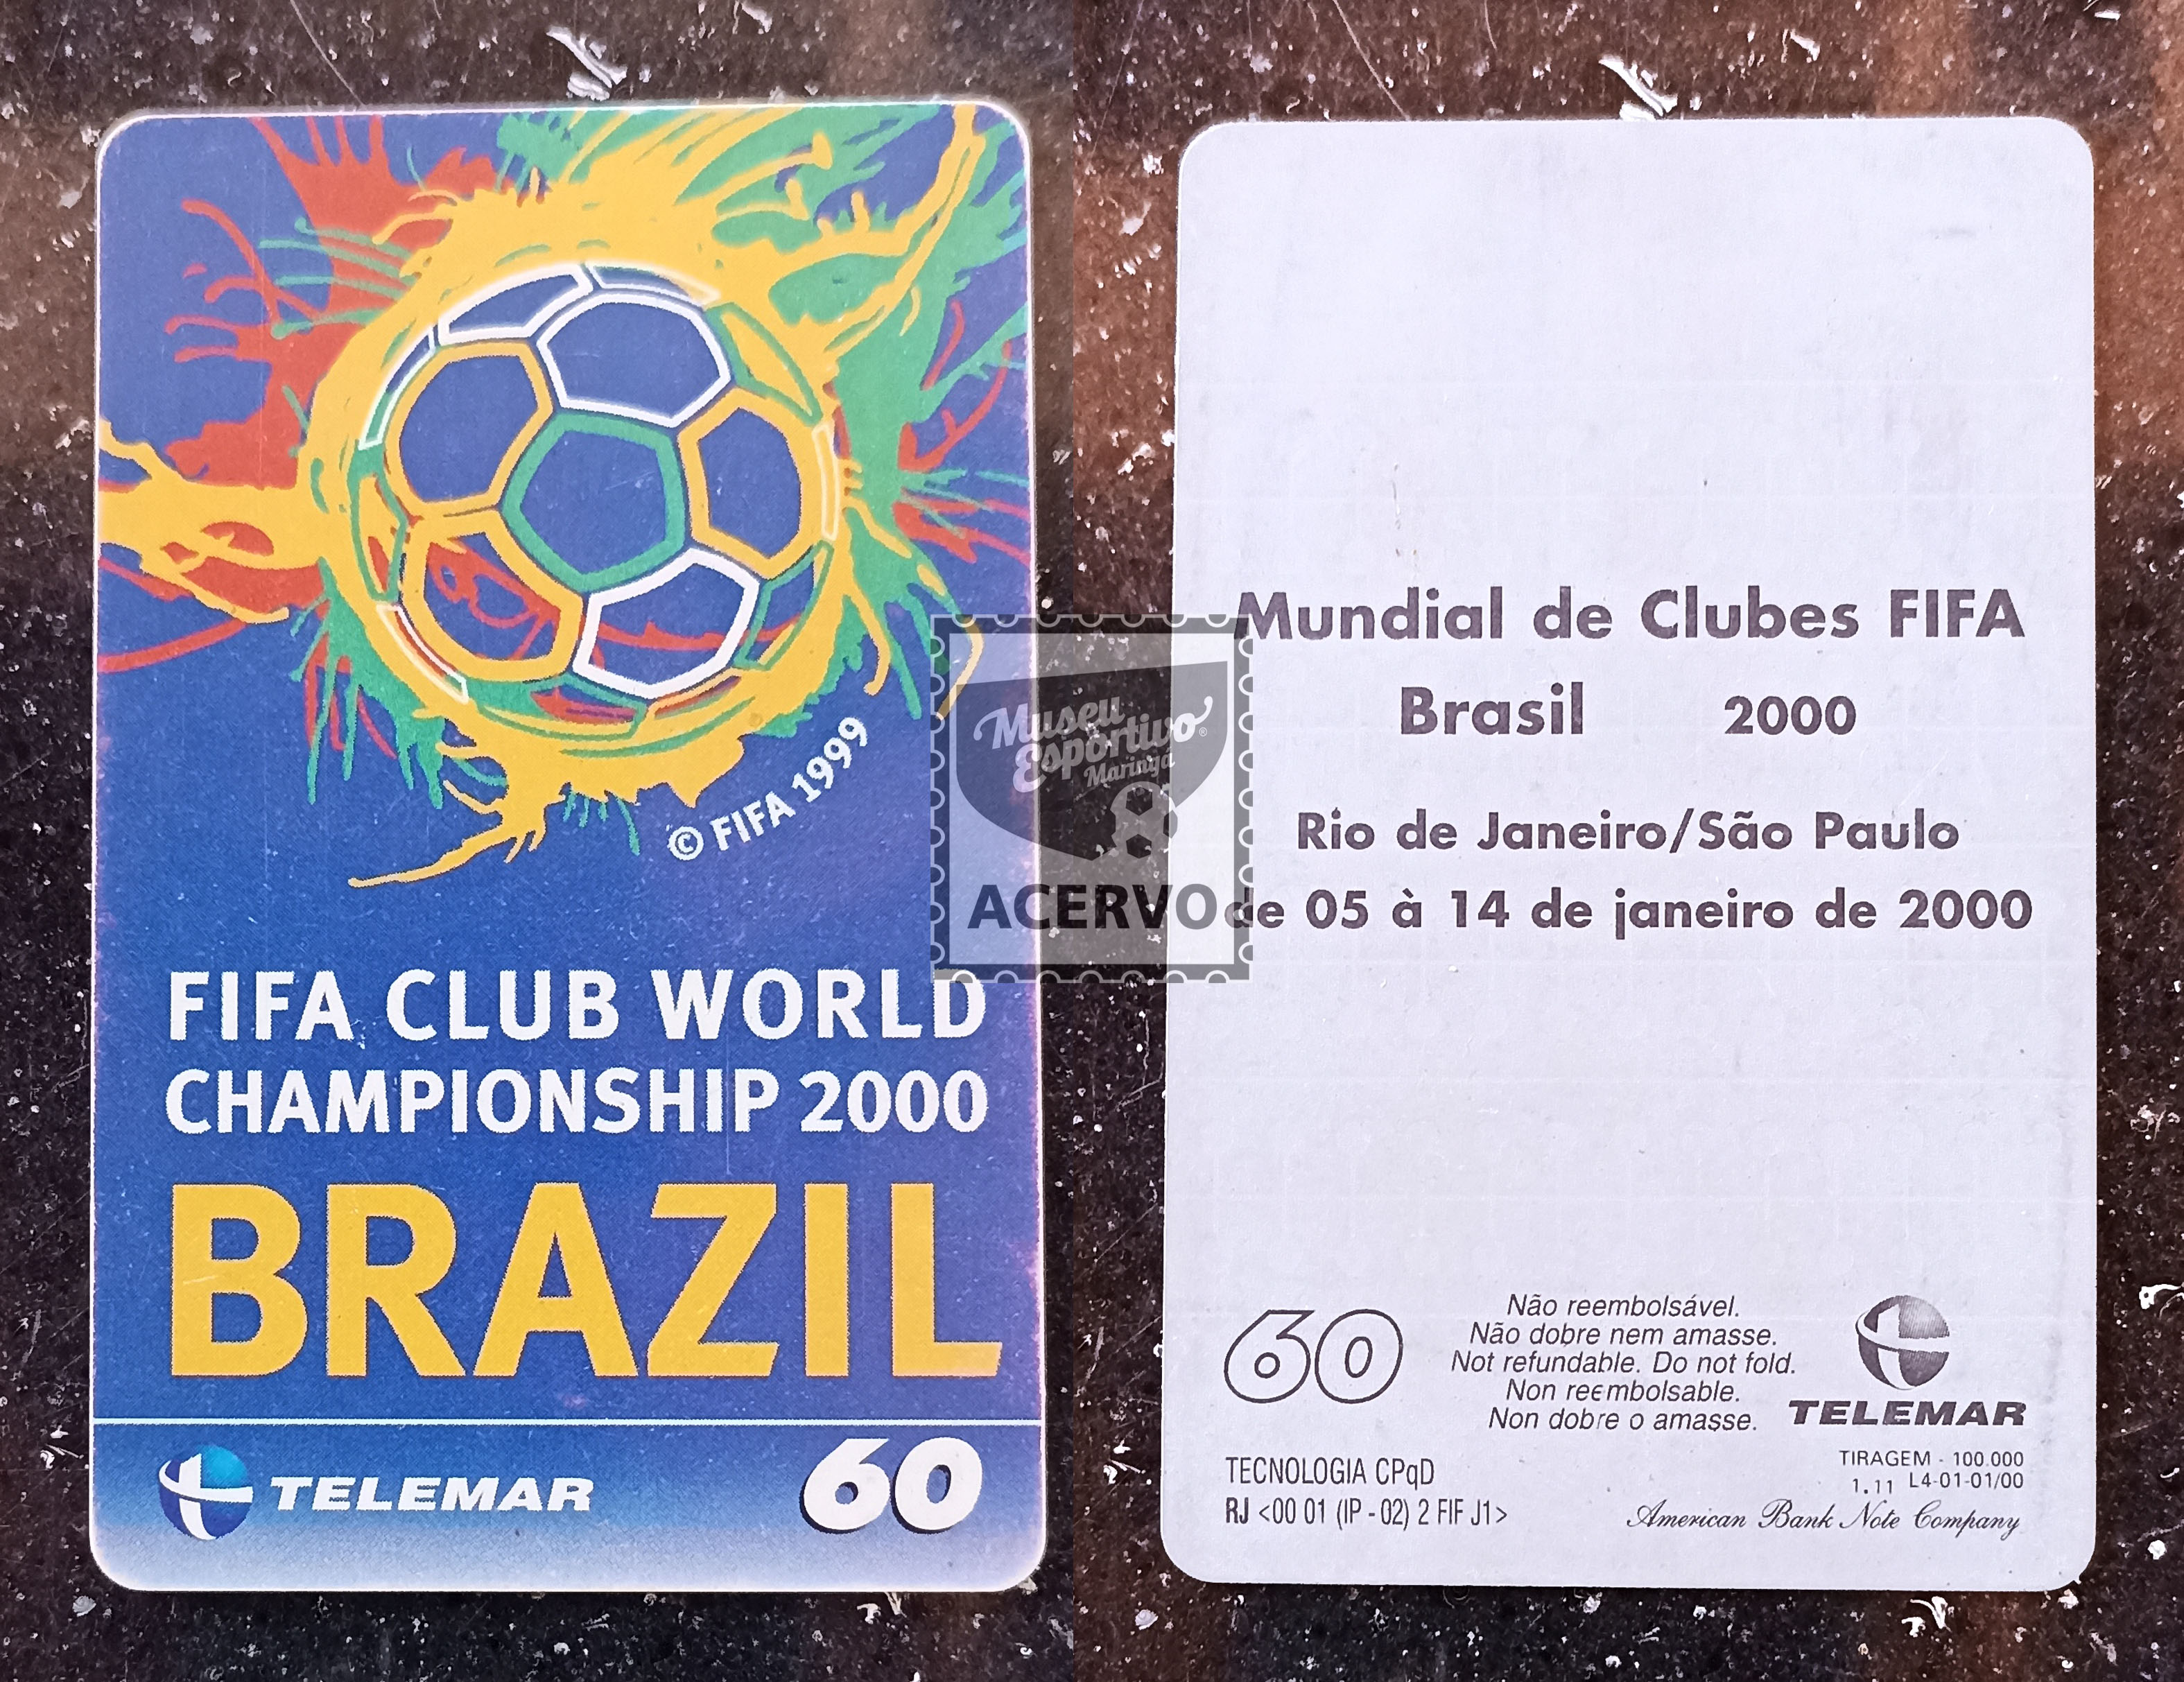 © FIFA 1999
FIFA CLUB WORLD
CHAMPIONSHIP 2000
BRAZIL
TELEMAR
60
Museu
Esportivo®
Maringá
ACERVO
Mundial de Clubes FIFA
Brasil 2000
Rio de Janeiro/São Paulo
de 05 à 14 de janeiro de 2000
60
Não reembolsável.
Não dobre nem amasse.
Not refundable. Do not fold.
Non reembolsable.
Non dobre o amasse.
TELEMAR
TECNOLOGIA CPqD
RJ <00 01 (IP - 02) 2 FIF J1>
TIRAGEM - 100.000
1.11 L4-01-01/00
American Bank Note Company